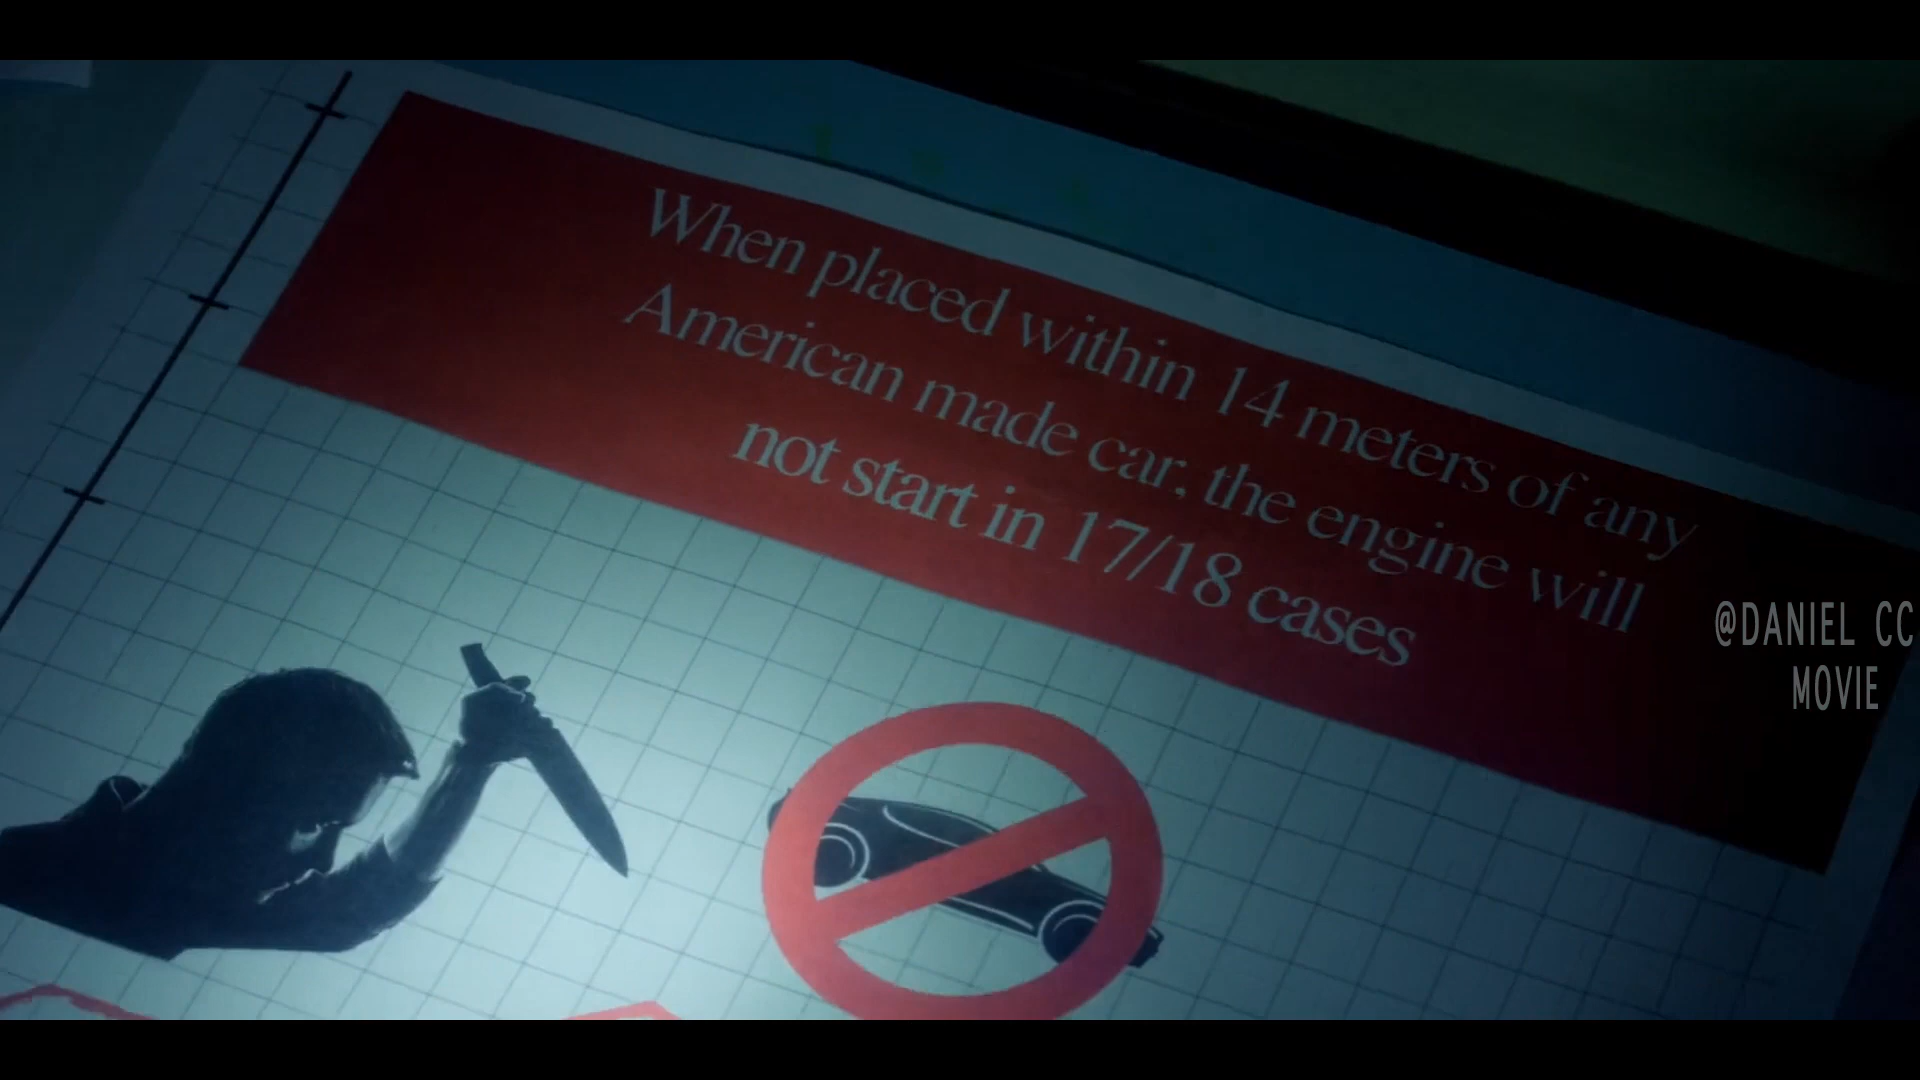 When placed within 14 meters of any
American made car, the engine will
not start in 17/18 cases
@DANIEL CC
MOVIE